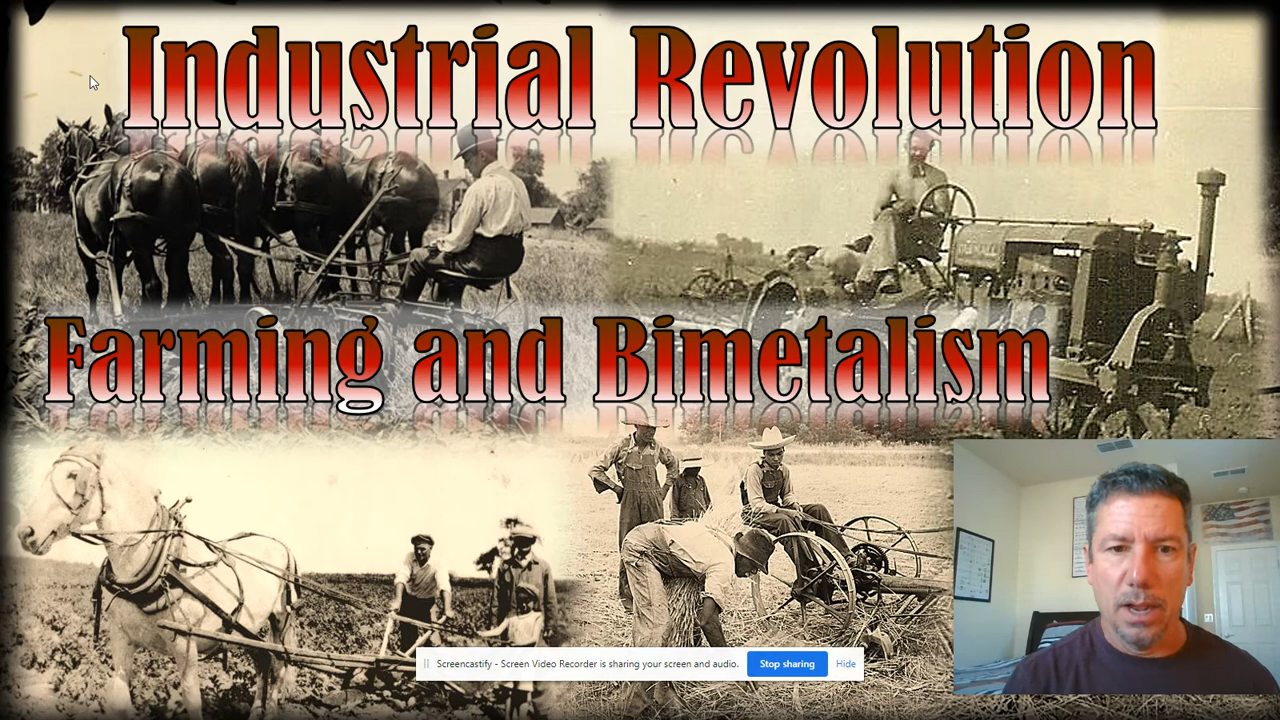 Industrial Revolution
Farming and Bimetalism
Screencastify - Screen Video Recorder is sharing your screen and audio.
Stop sharing
Hide